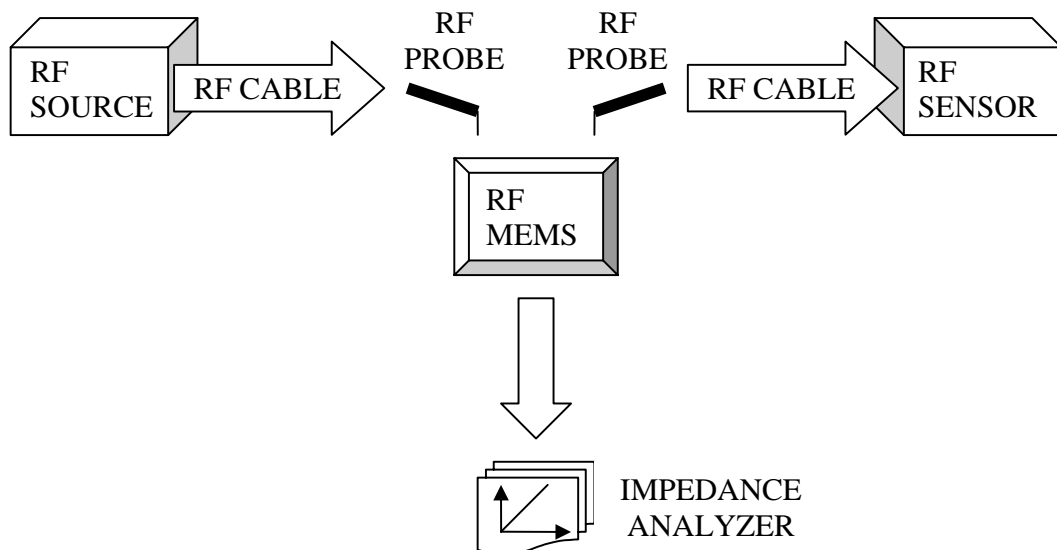 RF
SOURCE
RF CABLE
RF
PROBE
RF
PROBE
RF CABLE
RF
SENSOR
RF
MEMS
IMPEDANCE
ANALYZER